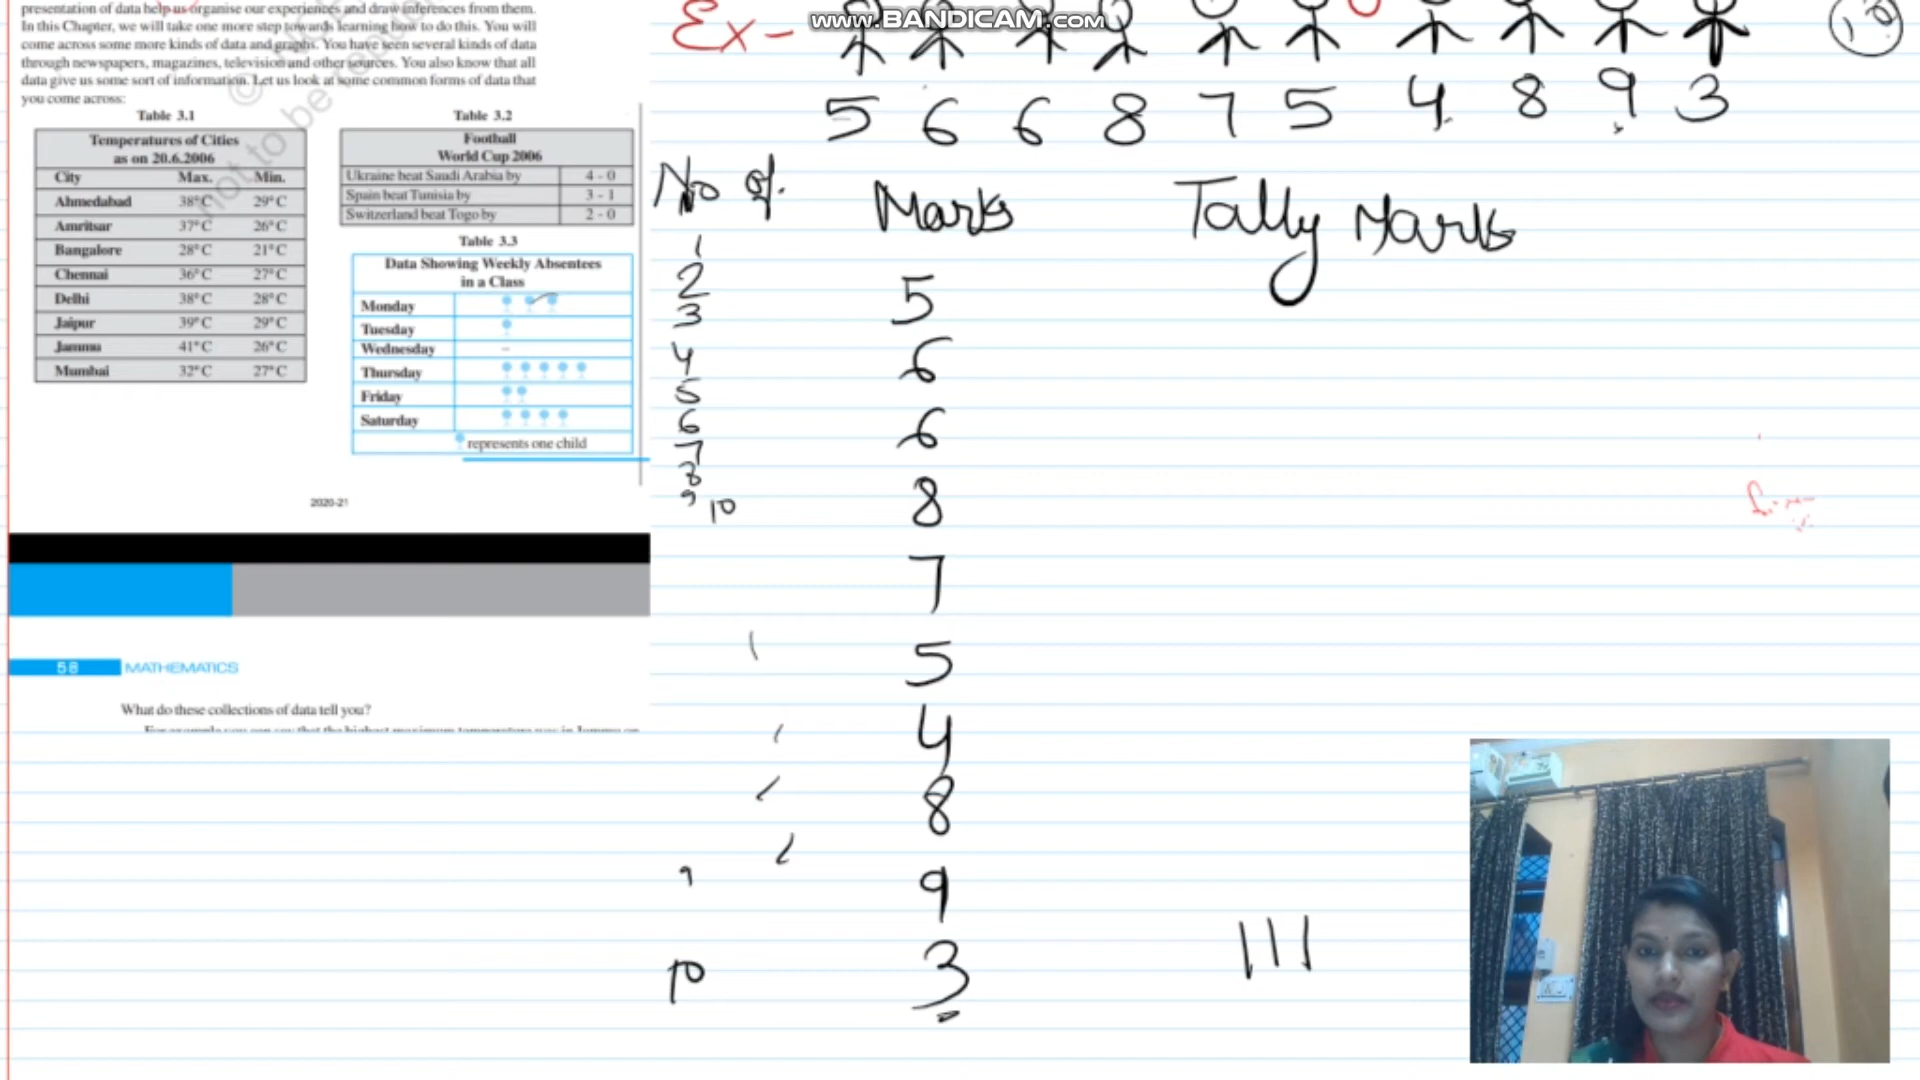 presentation of data help us organise our experiences and draw inferences from them.
In this Chapter, we will take one more step towards learning how to do this. You will
come across some more kinds of data and graphs. You have seen several kinds of data
through newspapers, magazines, television and other sources. You also know that all
data give us some sort of information. Let us look at some common forms of data that
you come across:
Table 3.1
Temperatures of Cities
as on 20.6.2006
City Max. Min.
Ahmedabad 38°C 29°C
Amritsar 37°C 26°C
Bangalore 28°C 21°C
Chennai 36°C 27°C
Delhi 38°C 28°C
Jaipur 39°C 29°C
Jammu 41°C 26°C
Mumbai 32°C 27°C
Table 3.2
Football
World Cup 2006
Ukraine beat Saudi Arabia by 4 - 0
Spain beat Tunisia by 3 - 1
Switzerland beat Togo by 2 - 0
Table 3.3
Data Showing Weekly Absentees
in a Class
Monday
Tuesday
Wednesday –
Thursday
Friday
Saturday
represents one child
2020-21
58 MATHEMATICS
What do these collections of data tell you?
www.BANDICAM.com
Ex-
10
5 6 6 8 7 5 4 8 9 3
No of. Marks Tally Marks
1
2 5
3
4 6
5
6 6
7
8
9 10 8
7
5
4
8
9 9
10 3 |||